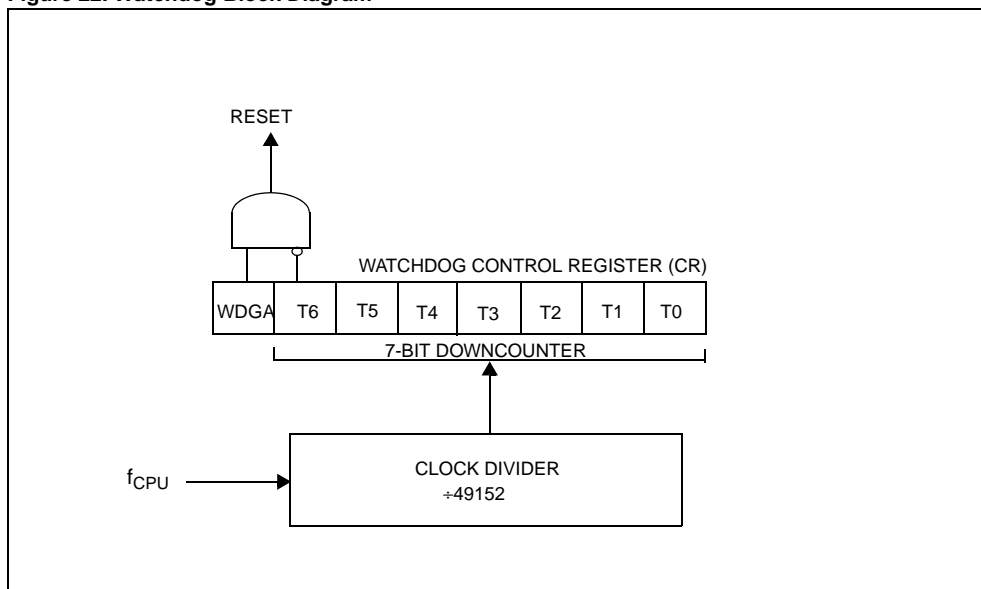 Figure 22. Watchdog Block Diagram
RESET
WATCHDOG CONTROL REGISTER (CR)
WDGA T6 T5 T4 T3 T2 T1 T0
7-BIT DOWNCOUNTER
fCPU
CLOCK DIVIDER
÷49152